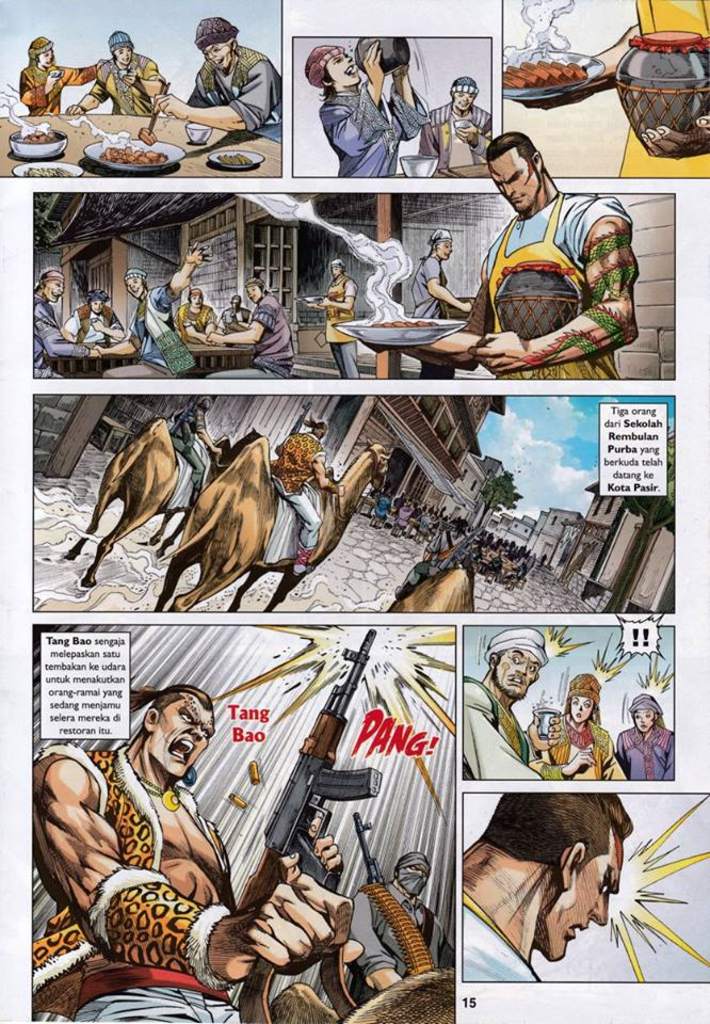 Tiga orang
dari Sekolah
Rembulan
Purba yang
berkuda telah
datang ke
Kota Pasir.
Tang Bao sengaja
melepaskan satu
tembakan ke udara
untuk menakutkan
orang-ramai yang
sedang menjamu
selera mereka di
restoran itu.
Tang
Bao
PANG!
!!
15